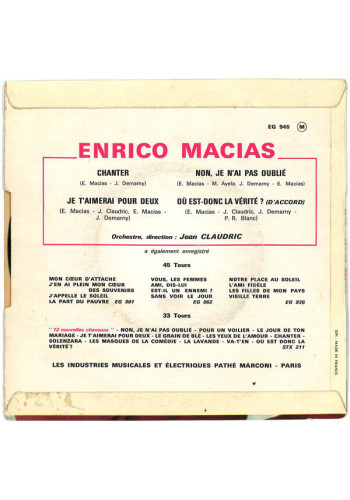 EG 945 M
ENRICO MACIAS
CHANTER
(E. Macias - J. Demarny)
NON, JE N'AI PAS OUBLIÉ
(E. Macias - M. Ayela, J. Demarny - E. Macias)
JE T'AIMERAI POUR DEUX
(E. Macias - J. Claudric, E. Macias -
J. Demarny)
OÙ EST-DONC LA VÉRITÉ ? (D'ACCORD)
(E. Macias - J. Claudric, J. Demarny -
P. R. Blanc)
Orchestre, direction : Jean CLAUDRIC
a également enregistré
45 Tours
MON CŒUR D'ATTACHE
J'EN AI PLEIN MON CŒUR
DES SOUVENIRS
J'APPELLE LE SOLEIL
LA PART DU PAUVRE EG 901
VOUS, LES FEMMES
AMI, DIS-LUI
EST-IL UN ENNEMI ?
SANS VOIR LE JOUR
EG 862
NOTRE PLACE AU SOLEIL
L'AMI FIDÈLE
LES FILLES DE MON PAYS
VIEILLE TERRE
EG 836
33 Tours
"12 nouvelles chansons" - NON, JE N'AI PAS OUBLIÉ - POUR UN VOILIER - LE JOUR DE TON
MARIAGE - JE T'AIMERAI POUR DEUX - LE GRAIN DE BLÉ - LES YEUX DE L'AMOUR - CHANTER -
SOLENZARA - LES MASQUES DE LA COMÉDIE - LA LAVANDE - VA-T'EN - OÙ EST DONC LA
VÉRITÉ ?
STX 211
LES INDUSTRIES MUSICALES ET ÉLECTRIQUES PATHÉ MARCONI - PARIS
MADE IN FRANCE